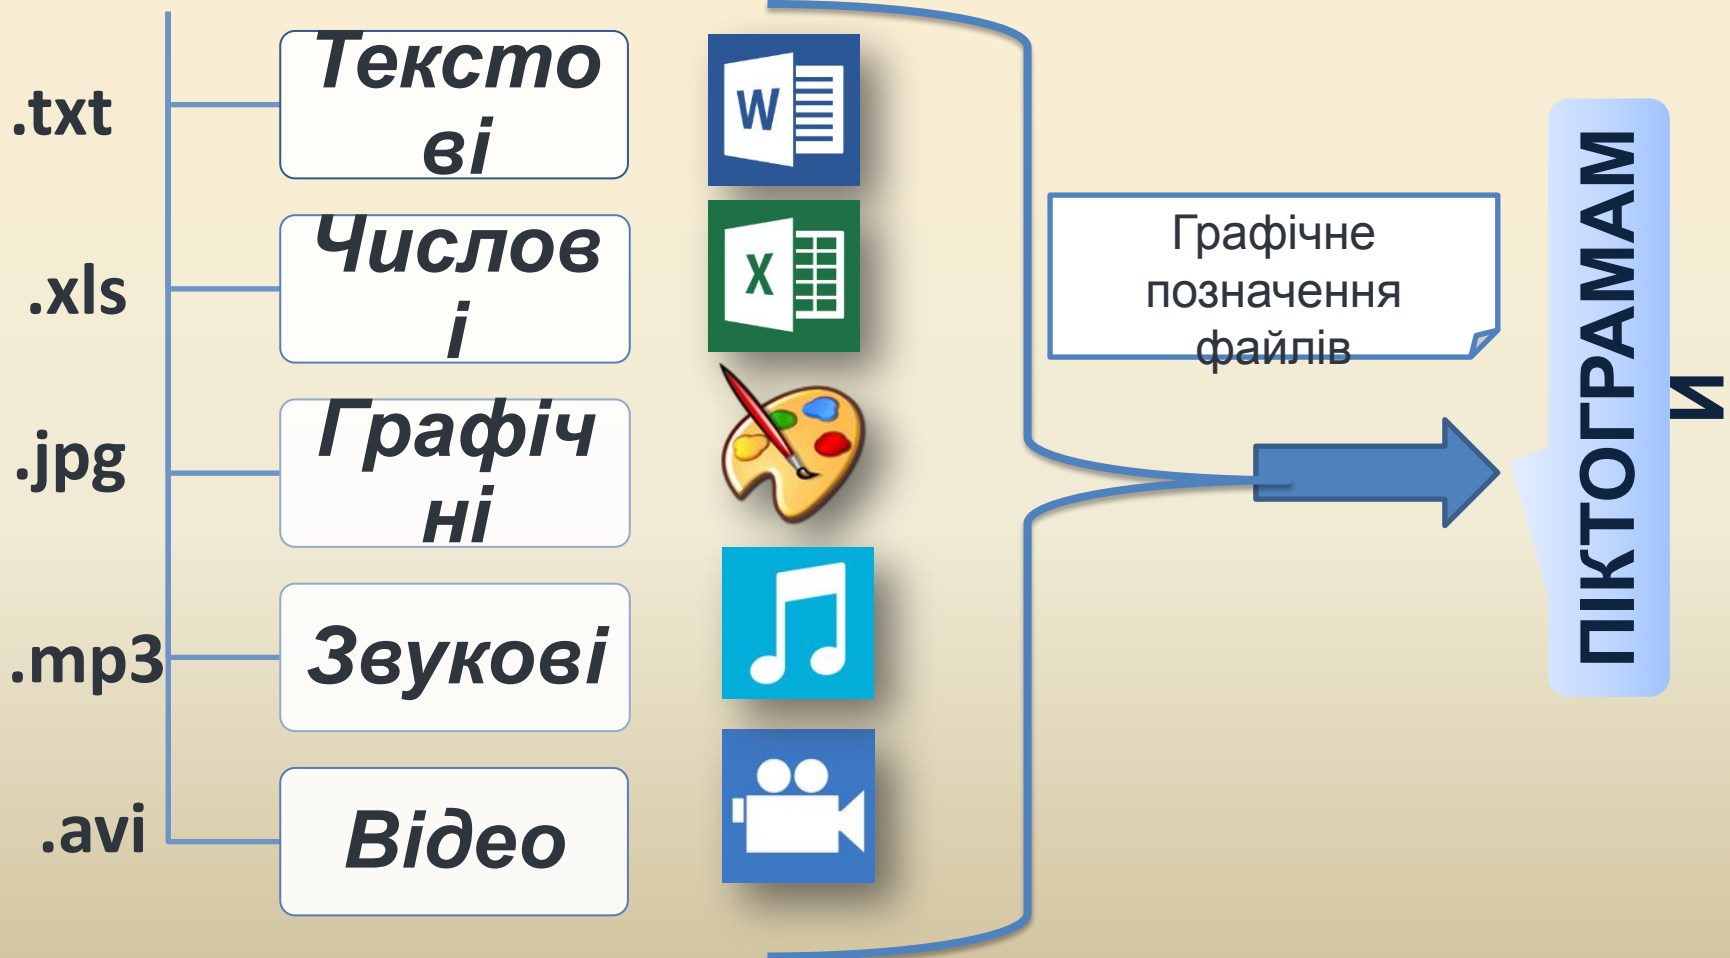 .txt
Тексто
ві
W
.xls
Числов
і
X
.jpg
Графіч
ні
.mp3
Звукові
.avi
Відео
Графічне
позначення
файлів
ПІКТОГРАМАМ
И